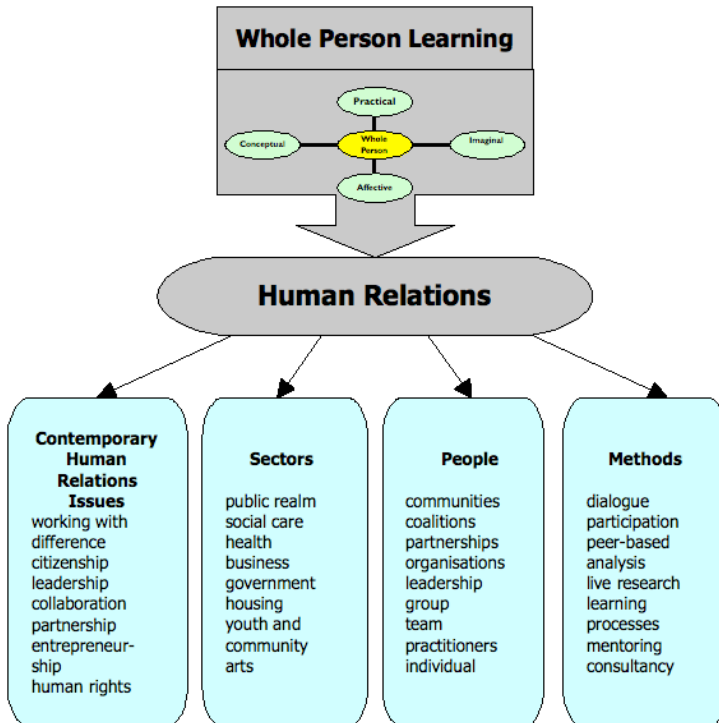 Whole Person Learning
Practical
Conceptual
Whole
Person
Imaginal
Affective
Human Relations
Contemporary
Human
Relations
Issues
working with
difference
citizenship
leadership
collaboration
partnership
entrepreneur-
ship
human rights
Sectors
public realm
social care
health
business
government
housing
youth and
community
arts
People
communities
coalitions
partnerships
organisations
leadership
group
team
practitioners
individual
Methods
dialogue
participation
peer-based
analysis
live research
learning
processes
mentoring
consultancy